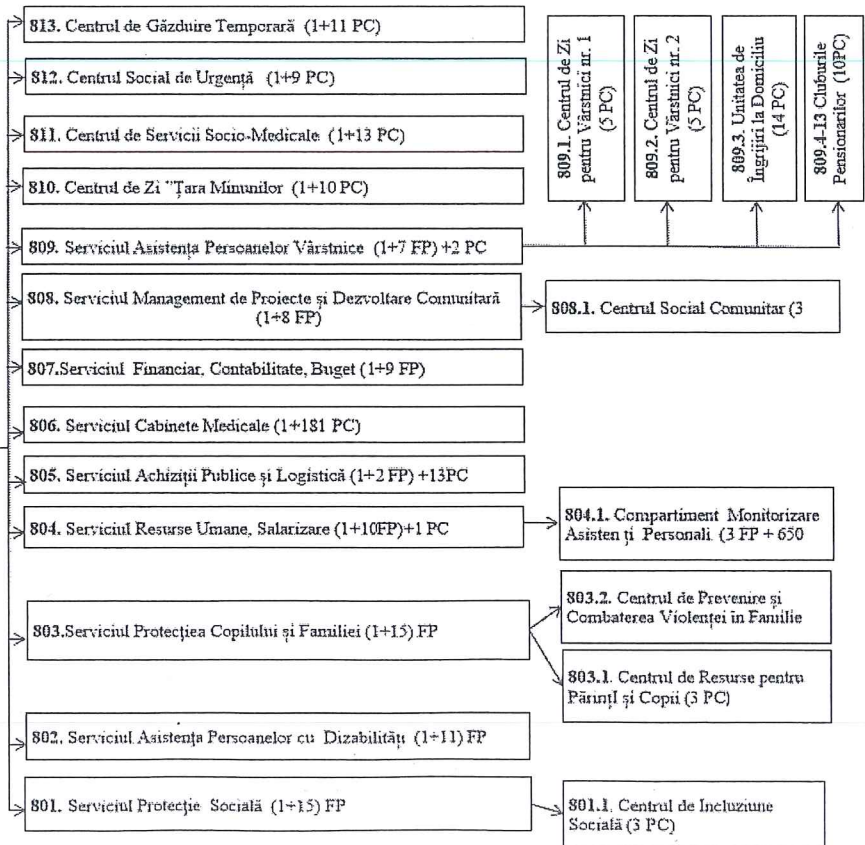 813. Centrul de Găzduire Temporară (1+11 PC)
812. Centrul Social de Urgență (1+9 PC)
811. Centrul de Servicii Socio-Medicale (1+13 PC)
810. Centrul de Zi "Țara Minunilor (1+10 PC)
809. Serviciul Asistența Persoanelor Vârstnice (1+7 FP) +2 PC
809.1. Centrul de Zi
pentru Vârstnici nr. 1
(5 PC)
809.2. Centrul de Zi
pentru Vârstnici nr. 2
(5 PC)
809.3. Unitatea de
Îngrijiri la Domiciliu
(14 PC)
809.4-13 Cluburile
Pensionarilor (10PC)
808. Serviciul Management de Proiecte și Dezvoltare Comunitară
(1+8 FP)
808.1. Centrul Social Comunitar (3
807.Serviciul Financiar, Contabilitate, Buget (1+9 FP)
806. Serviciul Cabinete Medicale (1+181 PC)
805. Serviciul Achiziții Publice și Logistică (1+2 FP) +13PC
804. Serviciul Resurse Umane, Salarizare (1+10FP)+1 PC
804.1. Compartiment Monitorizare
Asisten ți Personali (3 FP + 650
803.Serviciul Protecțiea Copilului și Familiei (1+15) FP
803.2. Centrul de Prevenire și
Combaterea Violenței în Familie
803.1. Centrul de Resurse pentru
PărințI și Copii (3 PC)
802. Serviciul Asistența Persoanelor cu Dizabilități (1+11) FP
801. Serviciul Protecție Socială (1+15) FP
801.1. Centrul de Incluziune
Socială (3 PC)